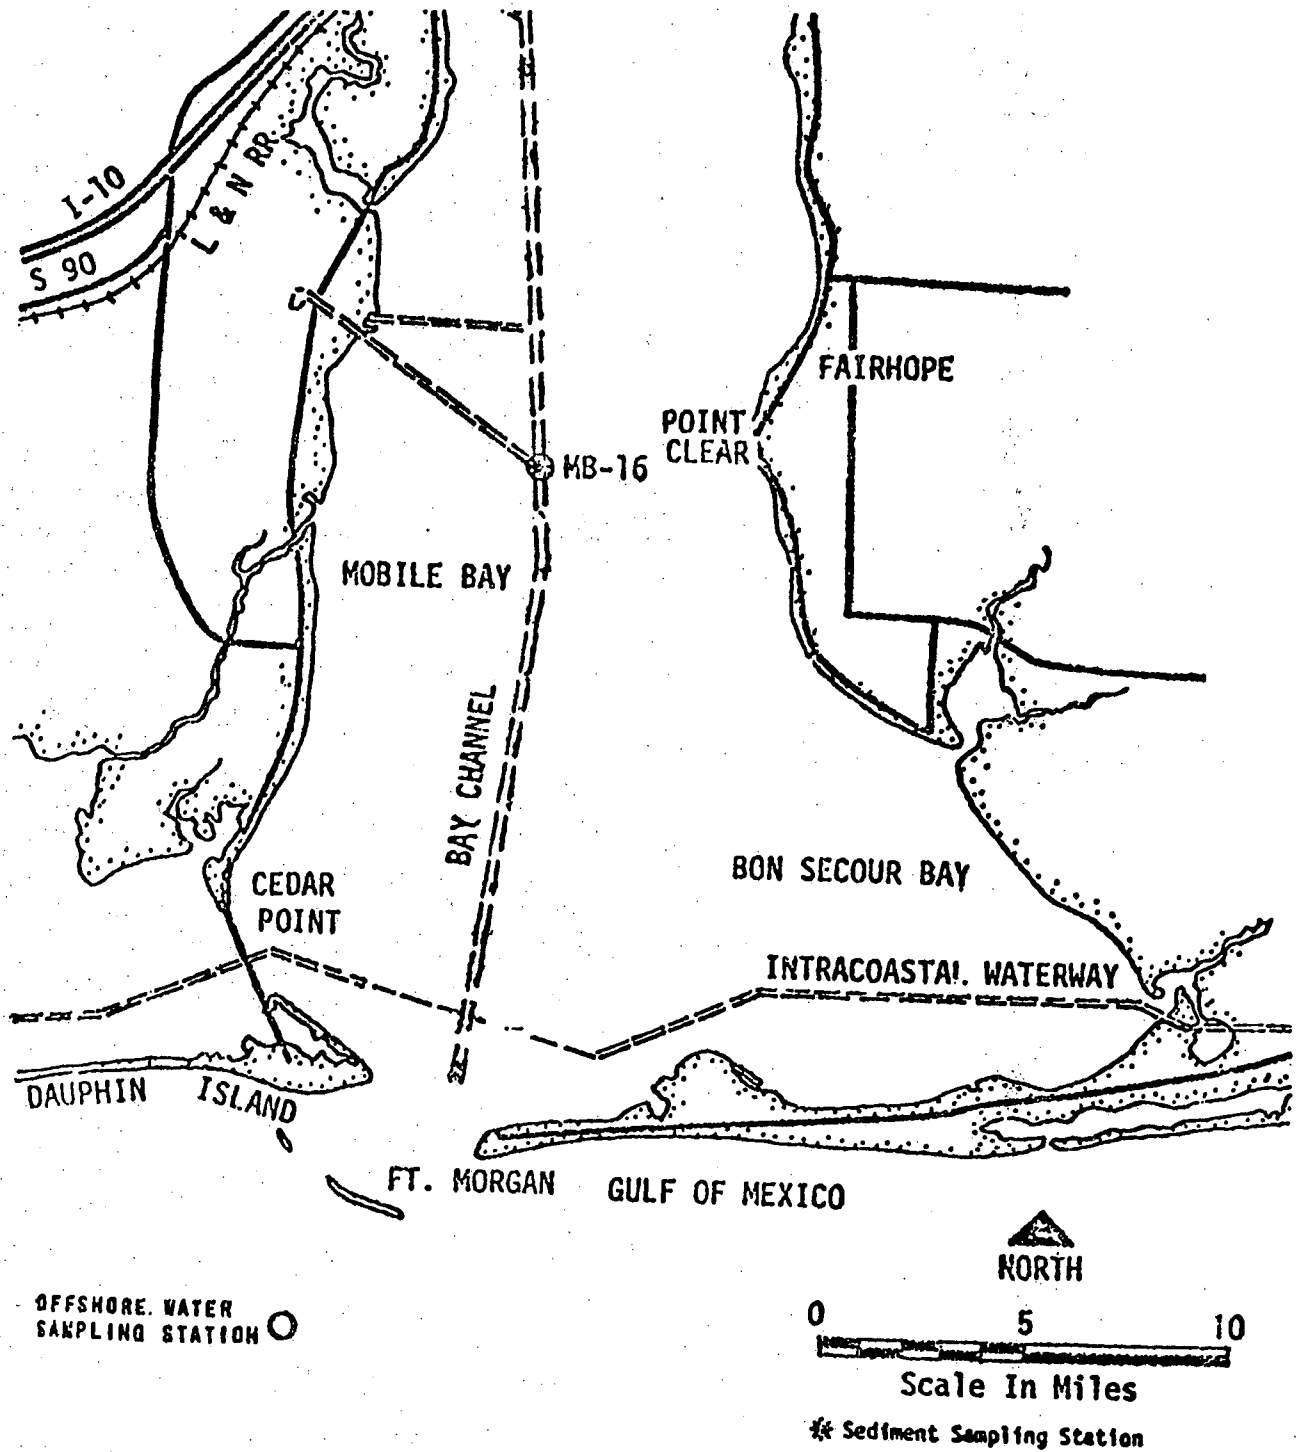 I-10
S 90
L & N RR
FAIRHOPE
POINT
CLEAR
MB-16
MOBILE BAY
BAY CHANNEL
BON SECOUR BAY
CEDAR
POINT
INTRACOASTAL WATERWAY
DAUPHIN ISLAND
FT. MORGAN
GULF OF MEXICO
NORTH
OFFSHORE. WATER
SAMPLING STATION
0 5 10
Scale In Miles
* Sediment Sampling Station